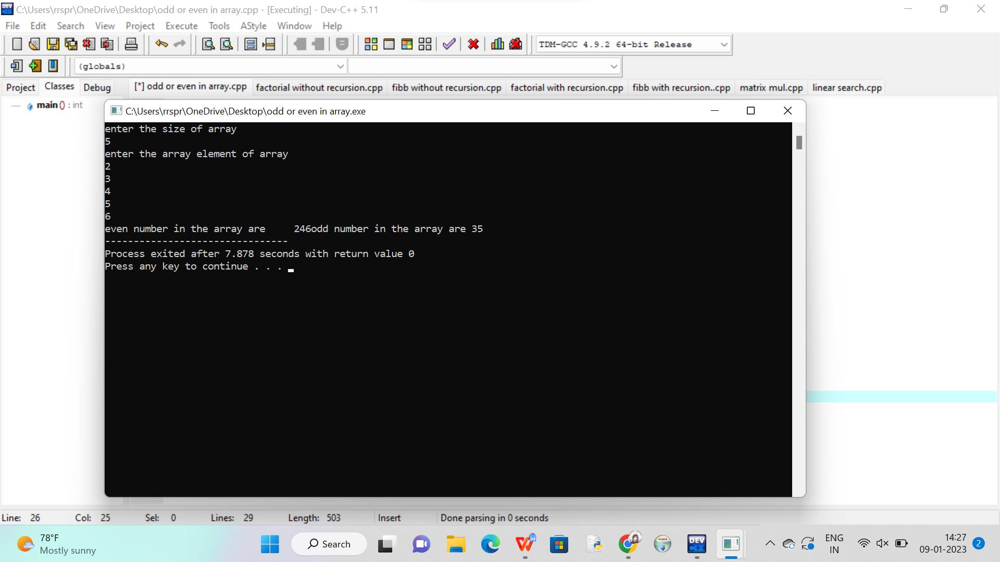 C:\Users\rrspr\OneDrive\Desktop\odd or even in array.cpp - [Executing] - Dev-C++ 5.11
File Edit Search View Project Execute Tools AStyle Window Help
TDM-GCC 4.9.2 64-bit Release
(globals)
Project Classes Debug [*] odd or even in array.cpp factorial without recursion.cpp fibb without recursion.cpp factorial with recursion.cpp fibb with recursion..cpp matrix mul.cpp linear search.cpp
main() : int
C:\Users\rrspr\OneDrive\Desktop\odd or even in array.exe
enter the size of array
5
enter the array element of array
2
3
4
5
6
even number in the array are     246odd number in the array are 35
--------------------------------
Process exited after 7.878 seconds with return value 0
Press any key to continue . . .
Line: 26 Col: 25 Sel: 0 Lines: 29 Length: 503 Insert Done parsing in 0 seconds
78°F
Mostly sunny
Search
DEV
C++
ENG
IN
14:27
09-01-2023
2